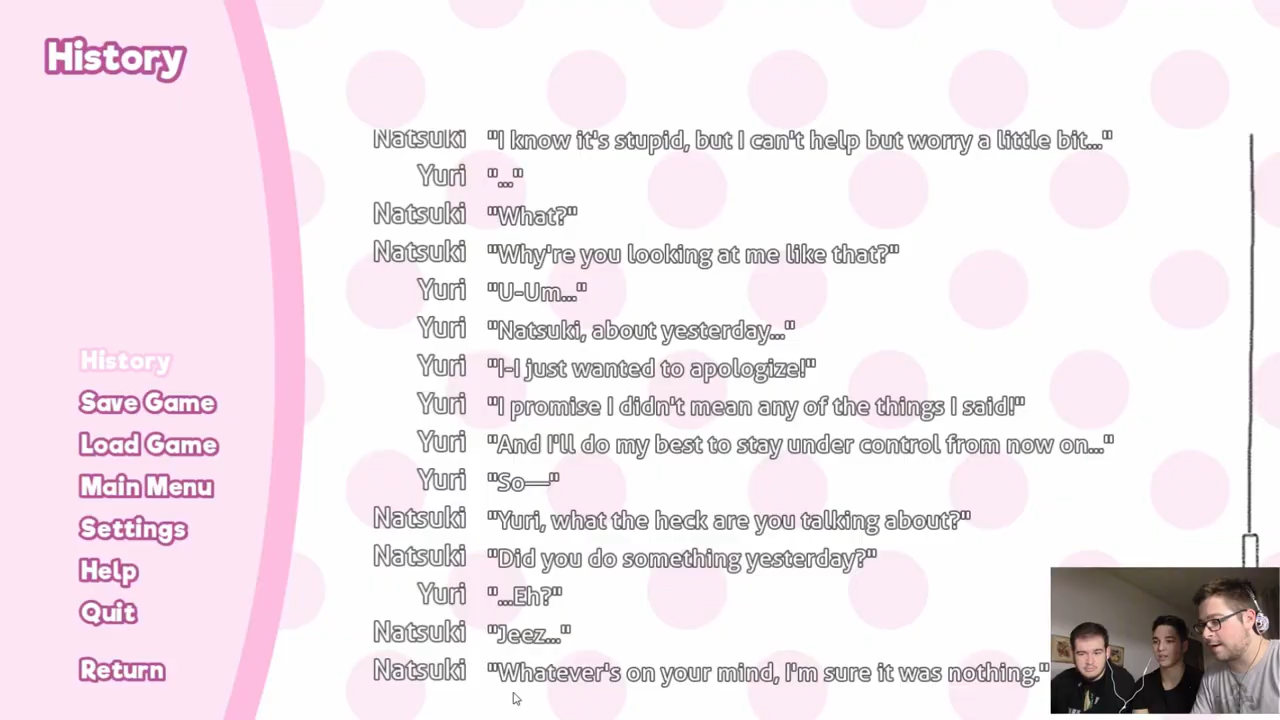 History
Natsuki "I know it's stupid, but I can't help but worry a little bit..."
Yuri "..."
Natsuki "What?"
Natsuki "Why're you looking at me like that?"
Yuri "U-Um..."
Yuri "Natsuki, about yesterday..."
Yuri "I-I just wanted to apologize!"
Yuri "I promise I didn't mean any of the things I said!"
Yuri "And I'll do my best to stay under control from now on..."
Yuri "So—"
Natsuki "Yuri, what the heck are you talking about?"
Natsuki "Did you do something yesterday?"
Yuri "...Eh?"
Natsuki "Jeez..."
Natsuki "Whatever's on your mind, I'm sure it was nothing."
History
Save Game
Load Game
Main Menu
Settings
Help
Quit
Return